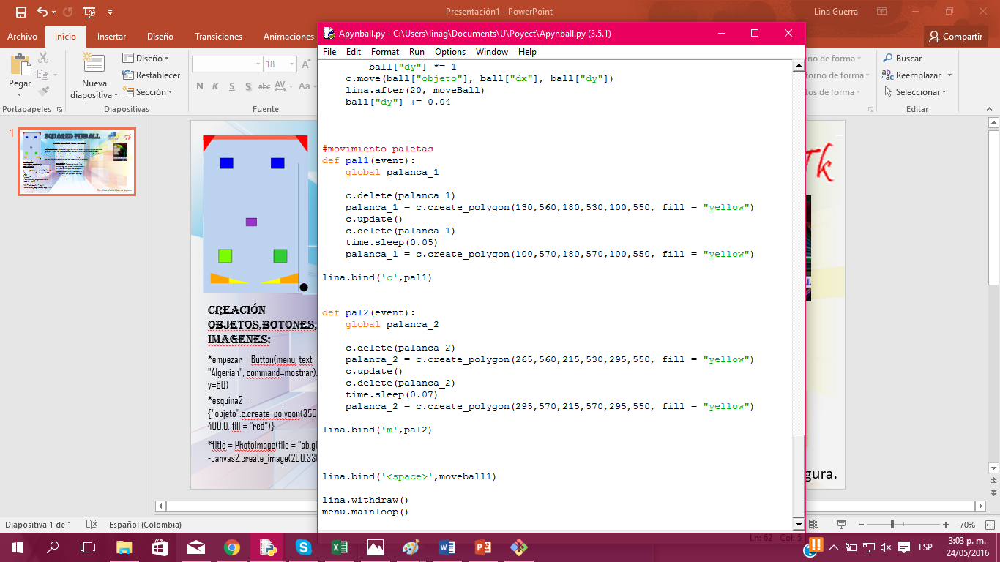 Presentación1 - PowerPoint
Lina Guerra
Archivo Inicio Insertar Diseño Transiciones Animaciones
Compartir
Pegar
Portapapeles
Nueva diapositiva
Diseño
Restablecer
Sección
Diapositivas
18
N K S S abc AV Aa
Fuente
eno de forma
ntorno de forma
tos de forma
Buscar
Reemplazar
Seleccionar
Editar
1
SQUARED PINBALL
Tk
CREACIÓN
OBJETOS,BOTONES,
IMAGENES:
*empezar = Button(menu, text =
"Algerian", command=mostrar).
y=60)
*esquina2 =
{"objeto":c.create_polygon(350
400,0, fill = "red")}
*title = PhotoImage(file = "ab.gi
-canvas2.create_image(200,330
Tk
gura.
Apynball.py - C:\Users\linag\Documents\U\Poyect\Apynball.py (3.5.1)
File Edit Format Run Options Window Help
ball["dy"] *= 1
c.move(ball["objeto"], ball["dx"], ball["dy"])
lina.after(20, moveBall)
ball["dy"] += 0.04
#movimiento paletas
def pal1(event):
global palanca_1
c.delete(palanca_1)
palanca_1 = c.create_polygon(130,560,180,530,100,550, fill = "yellow")
c.update()
c.delete(palanca_1)
time.sleep(0.05)
palanca_1 = c.create_polygon(100,570,180,570,100,550, fill = "yellow")
lina.bind('c',pal1)
def pal2(event):
global palanca_2
c.delete(palanca_2)
palanca_2 = c.create_polygon(265,560,215,530,295,550, fill = "yellow")
c.update()
c.delete(palanca_2)
time.sleep(0.07)
palanca_2 = c.create_polygon(295,570,215,570,295,550, fill = "yellow")
lina.bind('m',pal2)
lina.bind('<space>',moveball1)
lina.withdraw()
menu.mainloop()
Ln: 62 Col: 5
Diapositiva 1 de 1
Español (Colombia)
70%
ESP
3:03 p. m.
24/05/2016